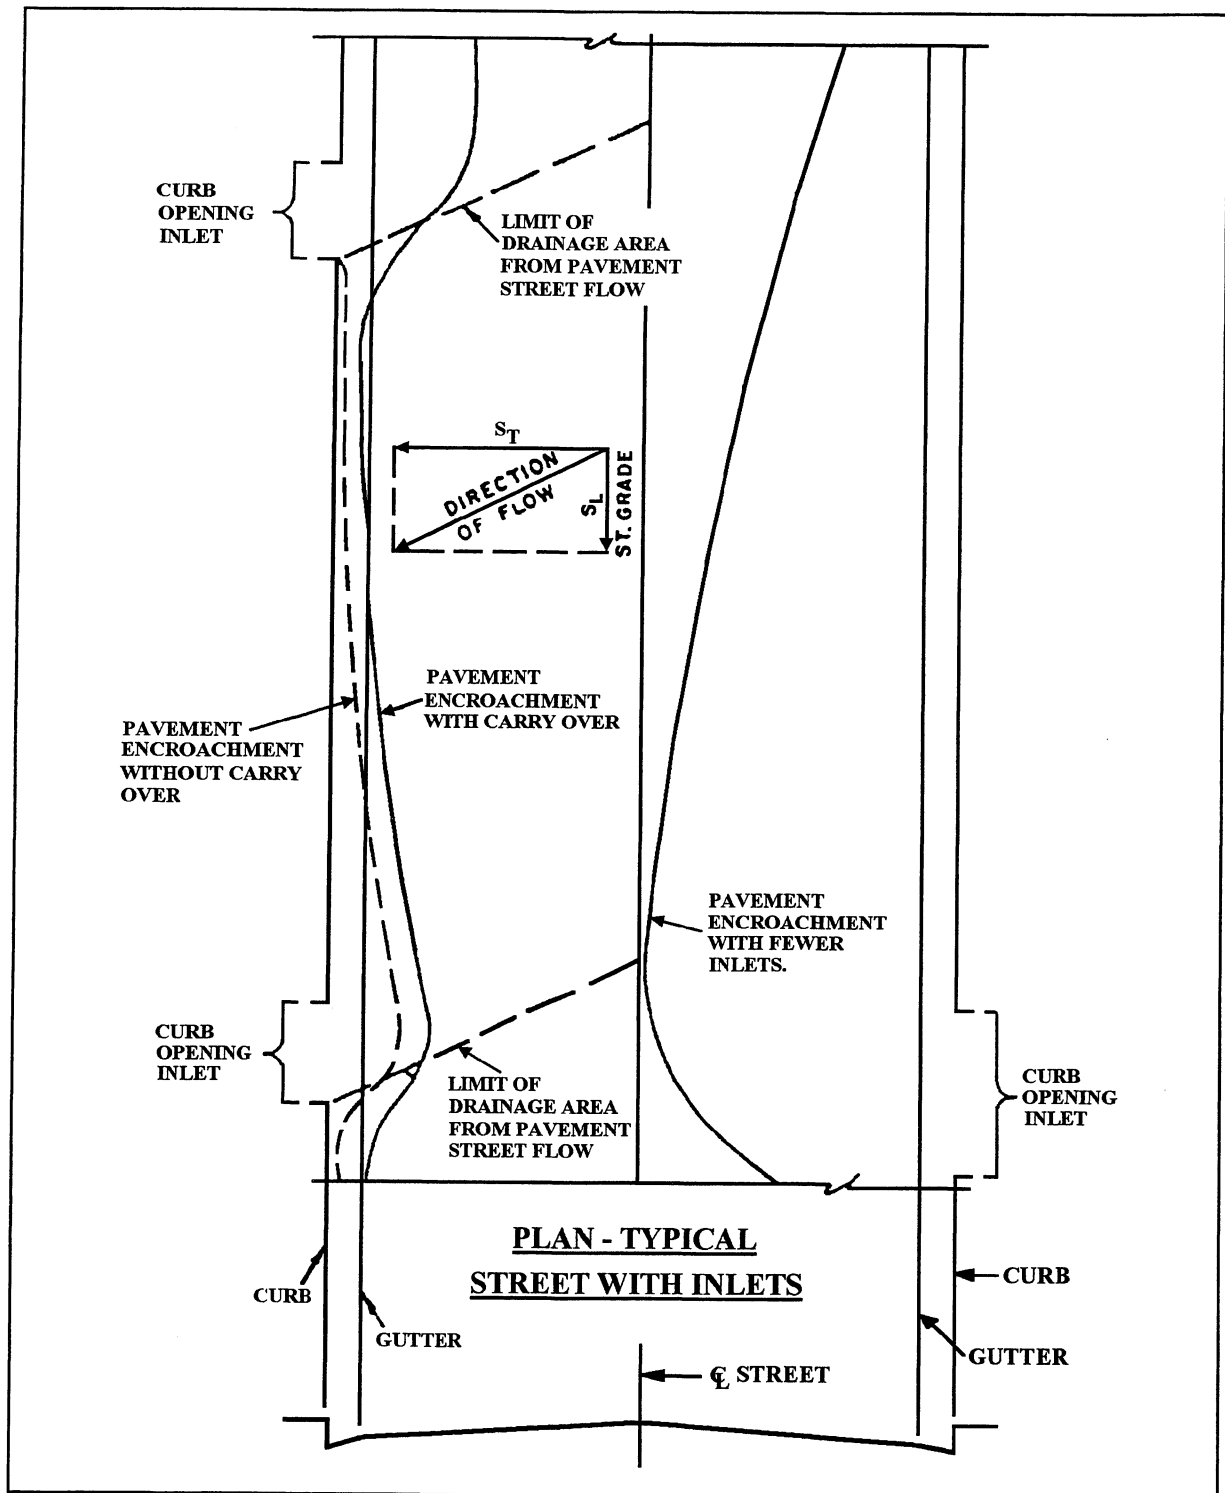 CURB
OPENING
INLET
LIMIT OF
DRAINAGE AREA
FROM PAVEMENT
STREET FLOW
S_T
DIRECTION
OF FLOW
S_L
ST. GRADE
PAVEMENT
ENCROACHMENT
WITH CARRY OVER
PAVEMENT
ENCROACHMENT
WITHOUT CARRY
OVER
PAVEMENT
ENCROACHMENT
WITH FEWER
INLETS.
CURB
OPENING
INLET
LIMIT OF
DRAINAGE AREA
FROM PAVEMENT
STREET FLOW
CURB
OPENING
INLET
PLAN - TYPICAL
STREET WITH INLETS
CURB
GUTTER
CURB
GUTTER
℄ STREET